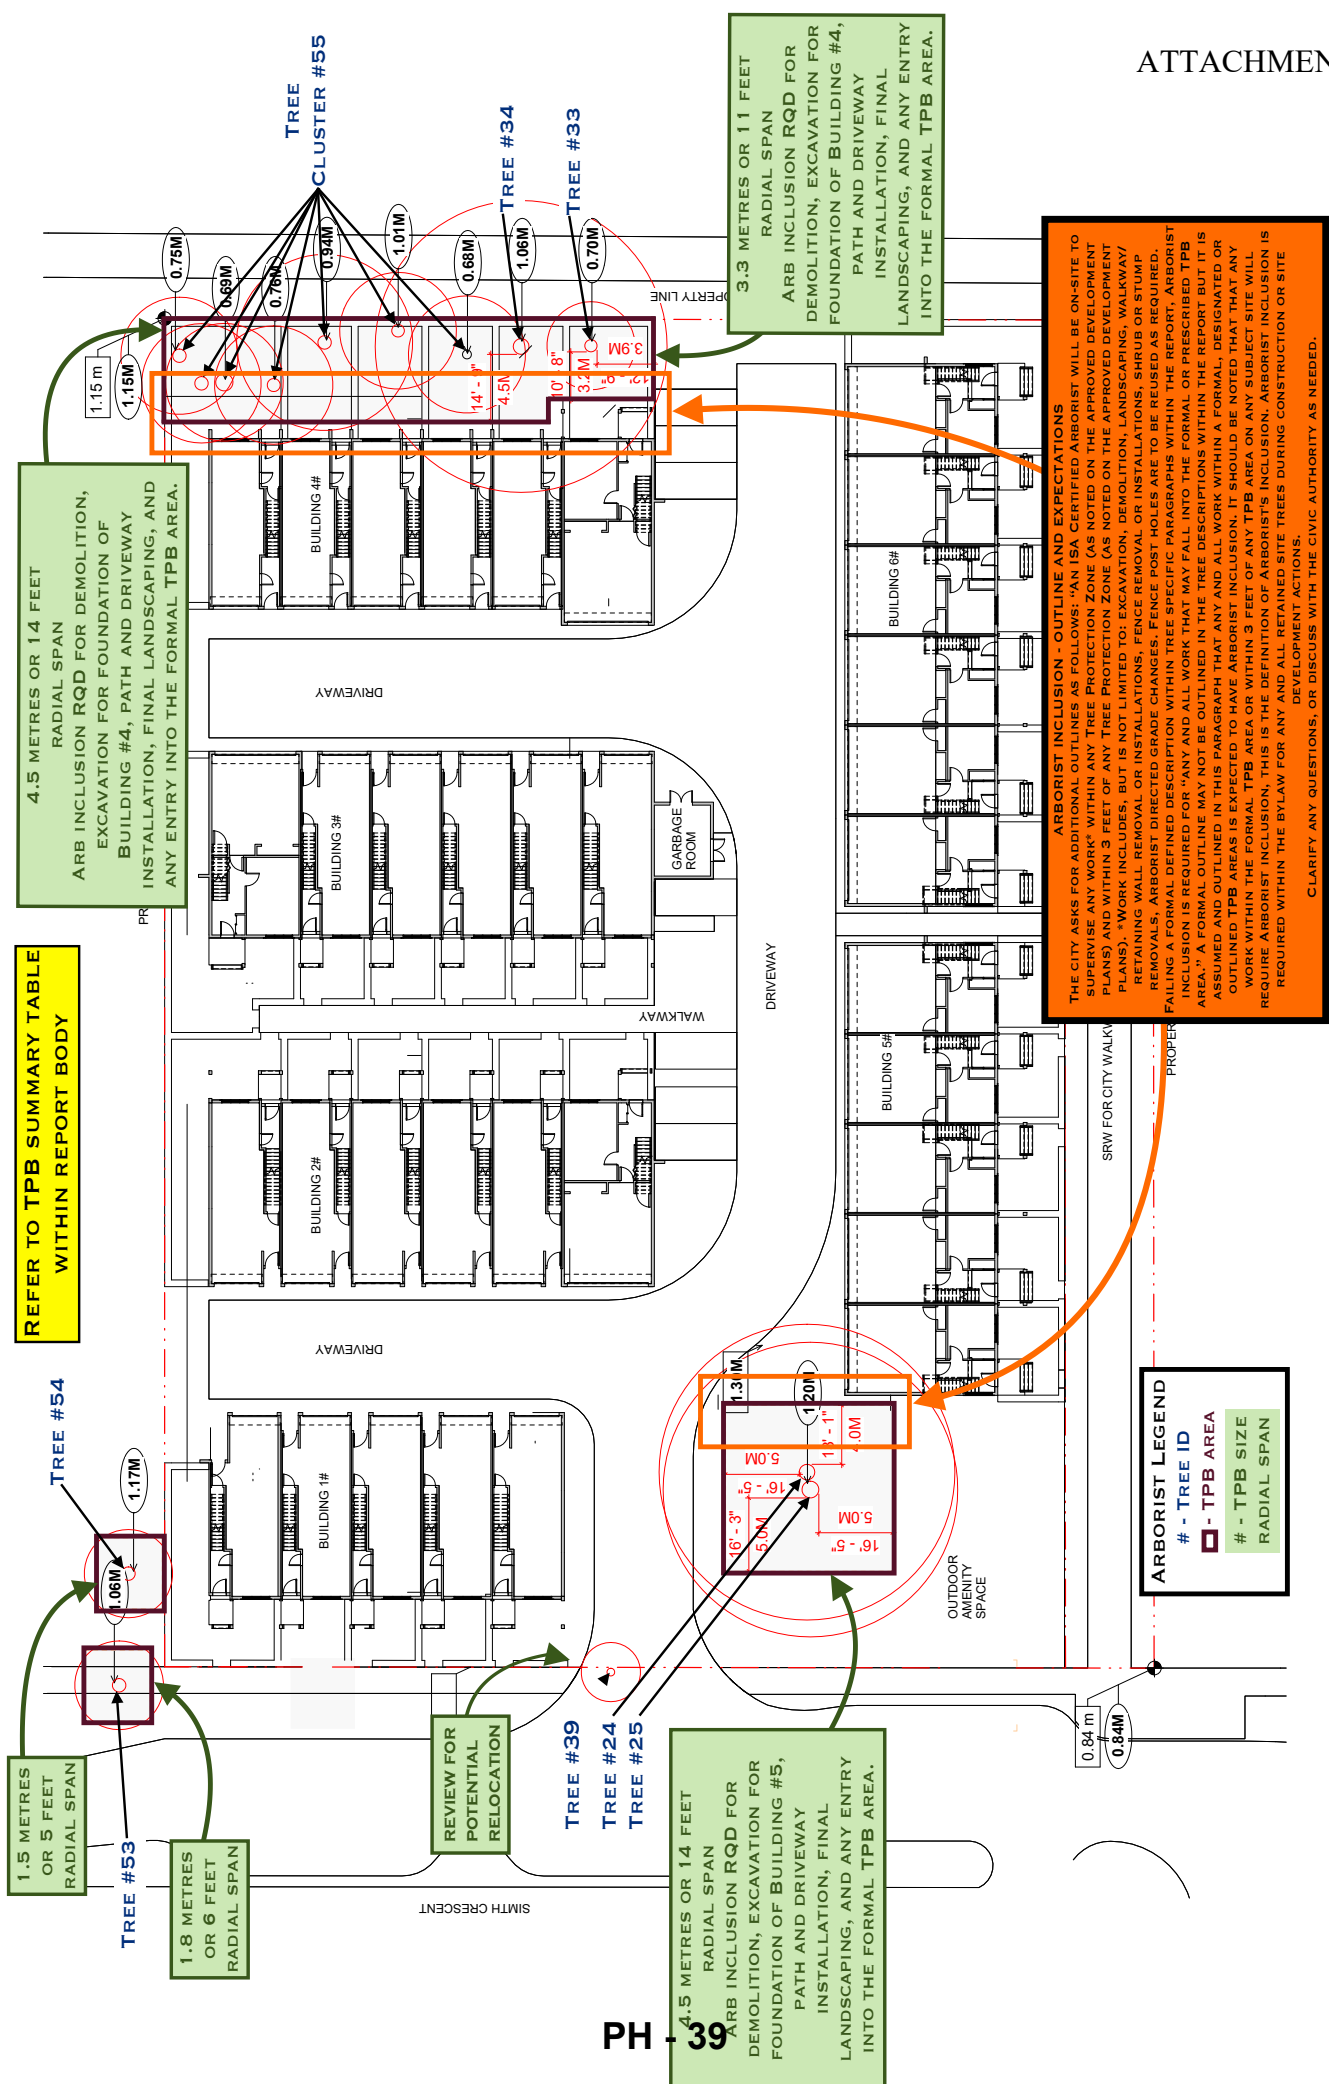 ATTACHMEN
4.5 METRES OR 14 FEET
RADIAL SPAN
ARB INCLUSION RQD FOR DEMOLITION,
EXCAVATION FOR FOUNDATION OF
BUILDING #4, PATH AND DRIVEWAY
INSTALLATION, FINAL LANDSCAPING, AND
ANY ENTRY INTO THE FORMAL TPB AREA.
TREE
CLUSTER #55
TREE #34
TREE #33
3.3 METRES OR 11 FEET
RADIAL SPAN
ARB INCLUSION RQD FOR
DEMOLITION, EXCAVATION FOR
FOUNDATION OF BUILDING #4,
PATH AND DRIVEWAY
INSTALLATION, FINAL
LANDSCAPING, AND ANY ENTRY
INTO THE FORMAL TPB AREA.
1.15 m
1.15M
0.75M
0.69M
0.76M
0.94M
1.01M
0.68M
1.06M
0.70M
14' - 9"
4.5M
10' - 8"
3.2M
3.9M
BUILDING 4#
DRIVEWAY
BUILDING 3#
GARBAGE
ROOM
WALKWAY
DRIVEWAY
BUILDING 2#
DRIVEWAY
BUILDING 1#
BUILDING 6#
BUILDING 5#
ARBORIST INCLUSION - OUTLINE AND EXPECTATIONS
THE CITY ASKS FOR ADDITIONAL OUTLINES AS FOLLOWS: "AN ISA CERTIFIED ARBORIST WILL BE ON-SITE TO
SUPERVISE ANY WORK* WITHIN ANY TREE PROTECTION ZONE (AS NOTED ON THE APPROVED DEVELOPMENT
PLANS) AND WITHIN 3 FEET OF ANY TREE PROTECTION ZONE (AS NOTED ON THE APPROVED DEVELOPMENT
PLANS). *WORK INCLUDES, BUT IS NOT LIMITED TO: EXCAVATION, DEMOLITION, LANDSCAPING, WALKWAY/
RETAINING WALL REMOVAL OR INSTALLATIONS, FENCE REMOVAL OR INSTALLATIONS, SHRUB OR STUMP
REMOVALS, ARBORIST DIRECTED GRADE CHANGES. FENCE POST HOLES ARE TO BE REUSED AS REQUIRED.
FAILING A FORMAL DEFINED DESCRIPTION WITHIN TREE SPECIFIC PARAGRAPHS WITHIN THE REPORT, ARBORIST
INCLUSION IS REQUIRED FOR "ANY AND ALL WORK THAT MAY FALL INTO THE FORMAL OR PRESCRIBED TPB
AREA." A FORMAL OUTLINE MAY NOT BE OUTLINED IN THE TREE DESCRIPTIONS WITHIN THE REPORT BUT IT IS
ASSUMED AND OUTLINED IN THIS PARAGRAPH THAT ANY AND ALL WORK WITHIN A FORMAL, DESIGNATED OR
OUTLINED TPB AREAS IS EXPECTED TO HAVE ARBORIST INCLUSION. IT SHOULD BE NOTED THAT ANY
WORK WITHIN THE FORMAL TPB AREA OR WITHIN 3 FEET OF ANY TPB AREA ON ANY SUBJECT SITE WILL
REQUIRE ARBORIST INCLUSION, THIS IS THE DEFINITION OF ARBORIST'S INCLUSION. ARBORIST INCLUSION IS
REQUIRED WITHIN THE BYLAW FOR ANY AND ALL RETAINED SITE TREES DURING CONSTRUCTION OR SITE
DEVELOPMENT ACTIONS.
CLARIFY ANY QUESTIONS, OR DISCUSS WITH THE CIVIC AUTHORITY AS NEEDED.
REFER TO TPB SUMMARY TABLE
WITHIN REPORT BODY
SRW FOR CITY WALKW
PROPER
TREE #54
1.17M
1.06M
1.5 METRES
OR 5 FEET
RADIAL SPAN
TREE #53
1.8 METRES
OR 6 FEET
RADIAL SPAN
REVIEW FOR
POTENTIAL
RELOCATION
TREE #39
TREE #24
TREE #25
1.30M
1.20M
13' - 1"
4.0M
5.0M
16' - 5"
16' - 3"
5.0M
5.0M
16' - 5"
OUTDOOR
AMENITY
SPACE
4.5 METRES OR 14 FEET
RADIAL SPAN
ARB INCLUSION RQD FOR
DEMOLITION, EXCAVATION FOR
FOUNDATION OF BUILDING #5,
PATH AND DRIVEWAY
INSTALLATION, FINAL
LANDSCAPING, AND ANY ENTRY
INTO THE FORMAL TPB AREA.
SIMTH CRESCENT
0.84 m
0.84M
ARBORIST LEGEND
# - TREE ID
- TPB AREA
# - TPB SIZE
RADIAL SPAN
PH - 39